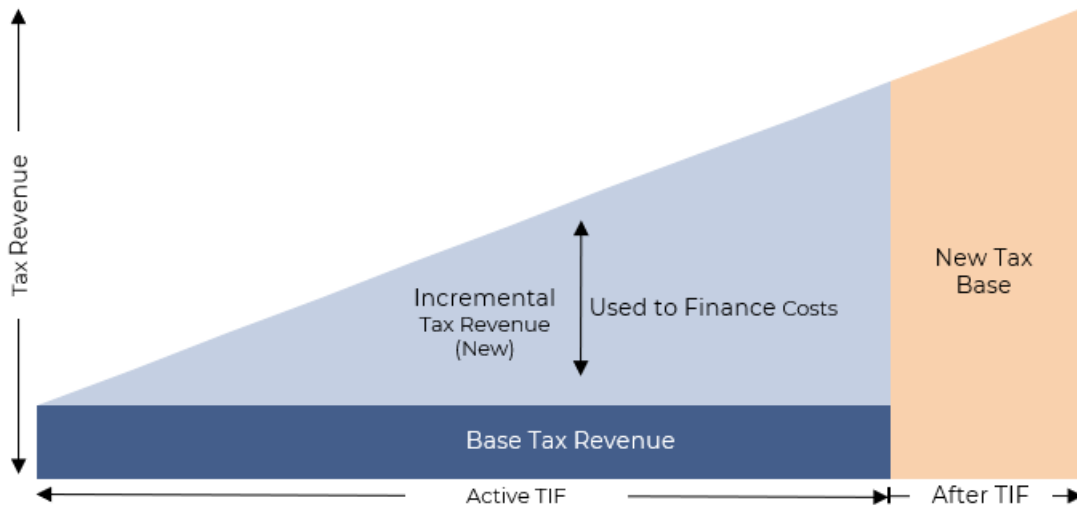 Tax Revenue
Incremental
Tax Revenue
(New)
Used to Finance Costs
New Tax
Base
Base Tax Revenue
Active TIF
After TIF